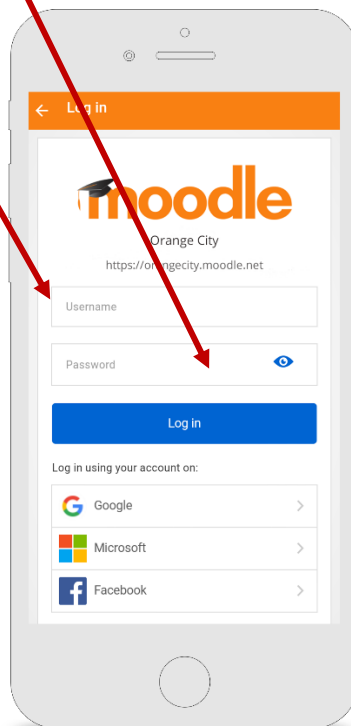 Log in
moodle
Orange City
https://orangecity.moodle.net
Username
Password
Log in
Log in using your account on:
Google
Microsoft
Facebook